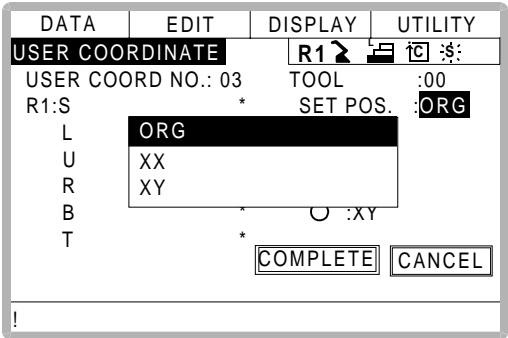 DATA EDIT DISPLAY UTILITY
USER COORDINATE R1 C S
USER COORD NO.: 03 TOOL :00
R1:S * SET POS. :ORG
L ORG
U XX
R XY
B * :XY
T *
COMPLETE CANCEL
!